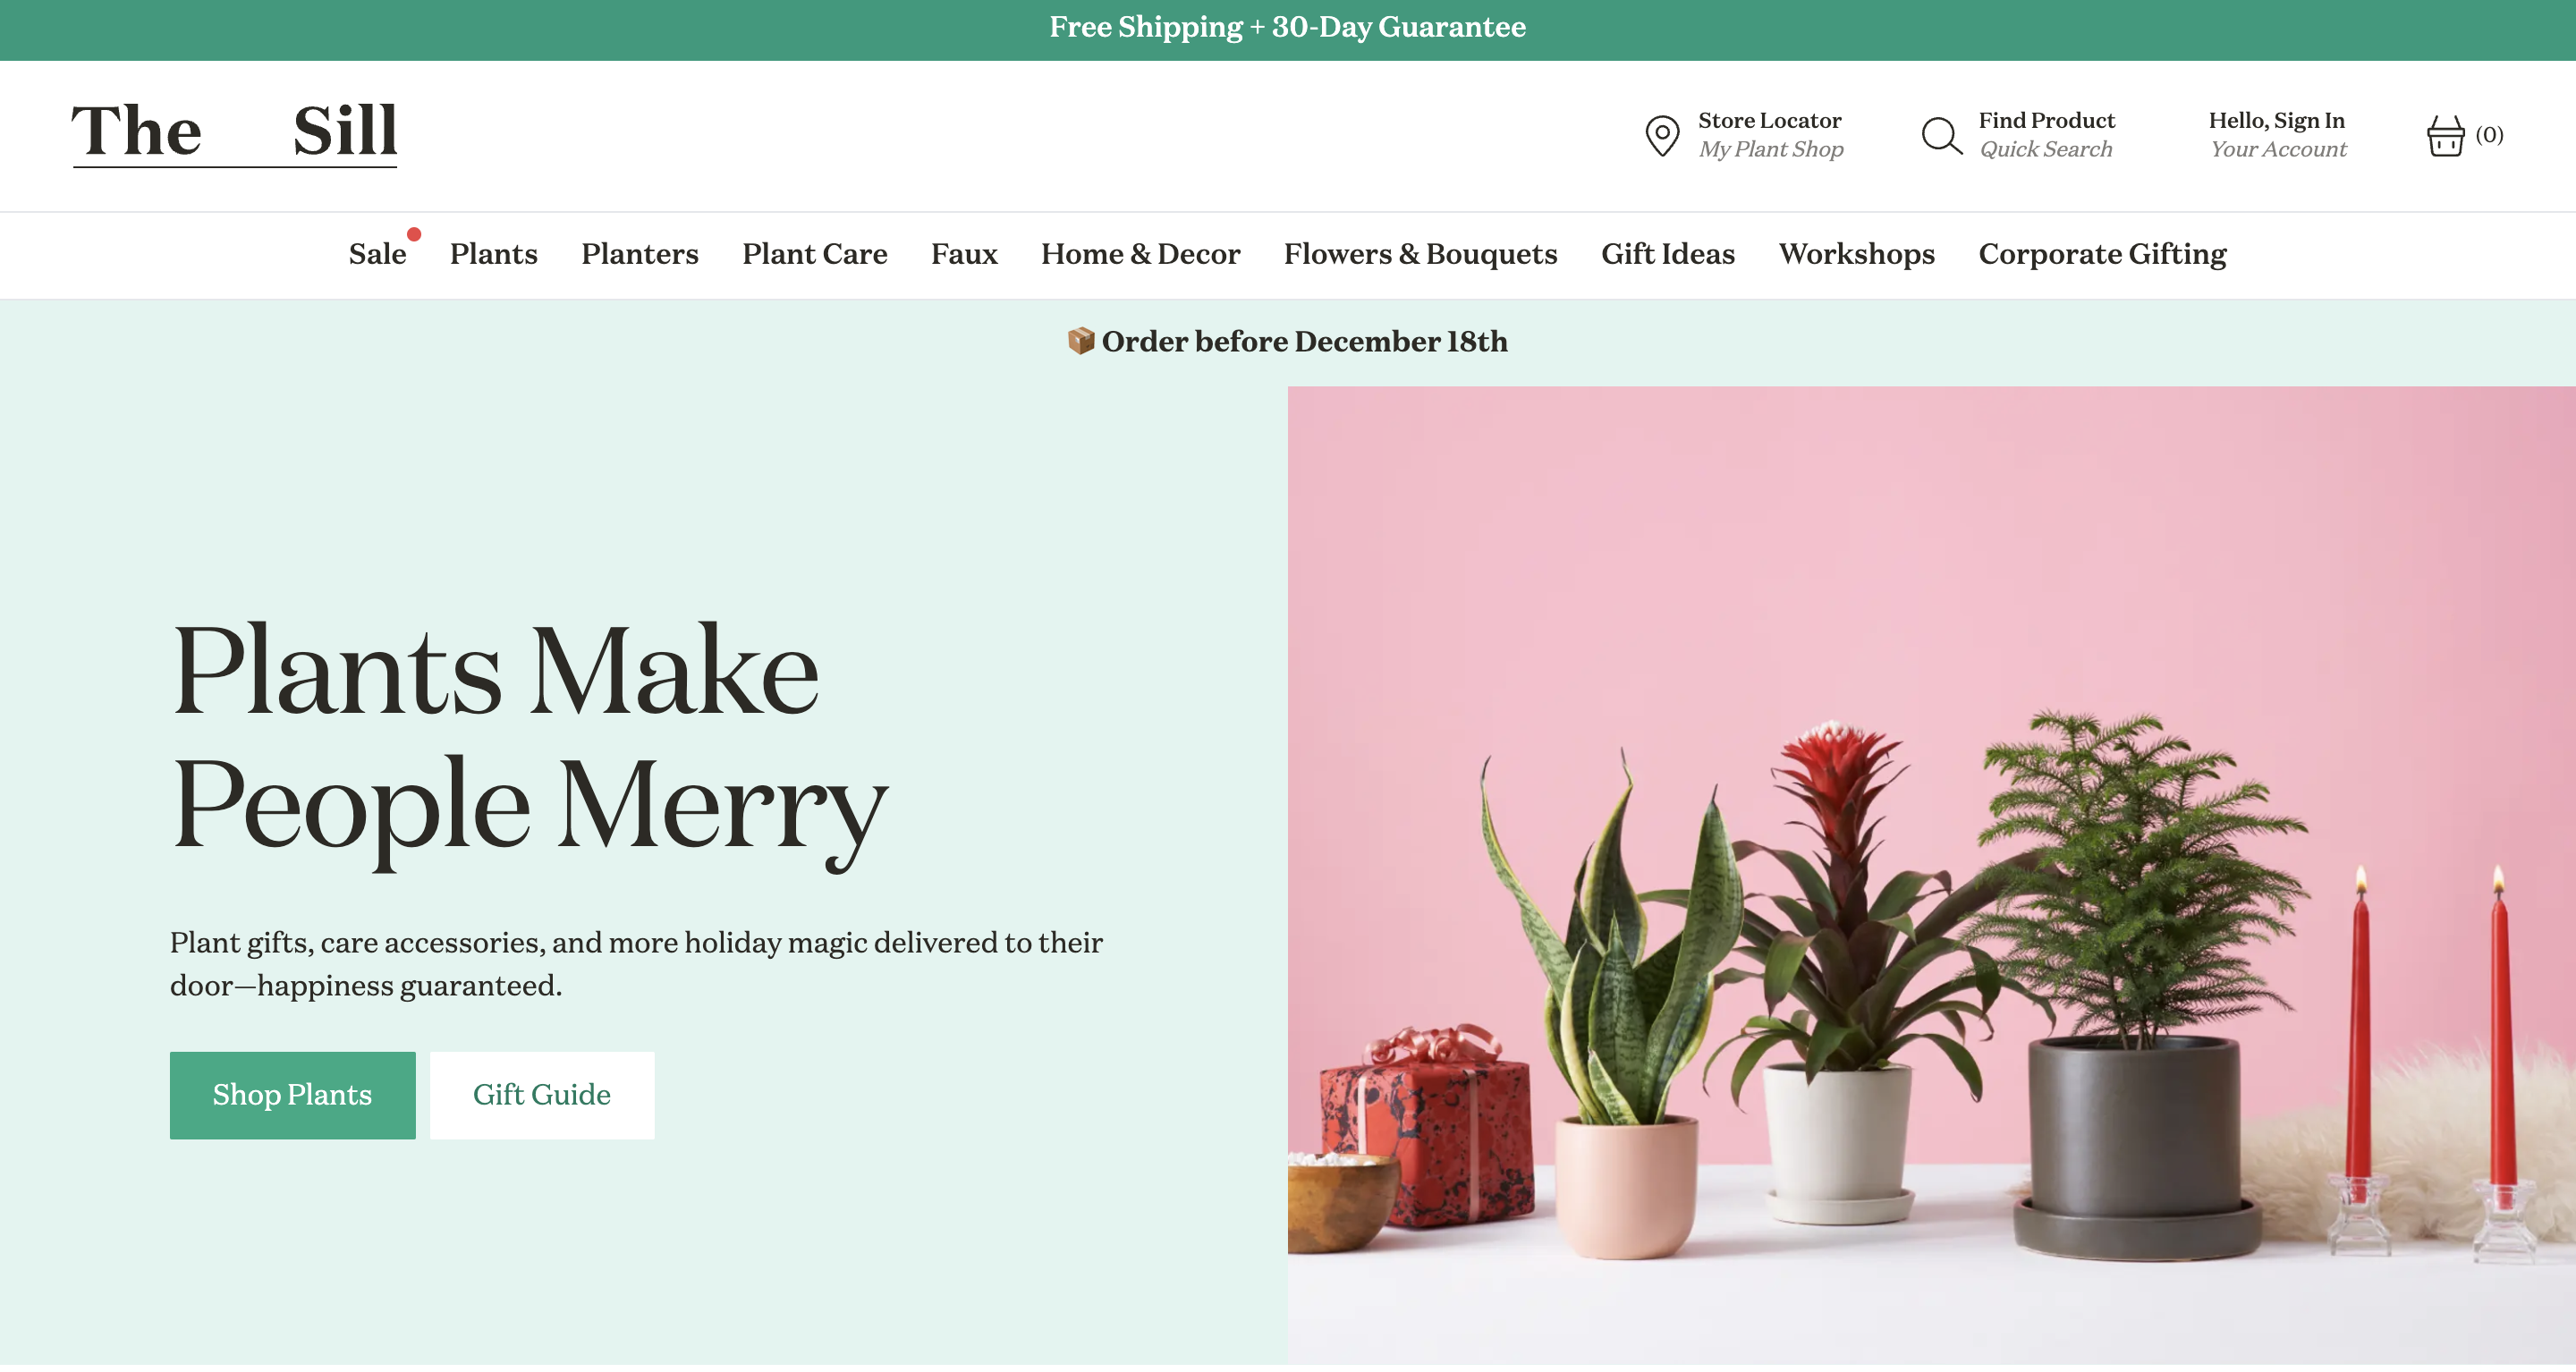 Free Shipping + 30-Day Guarantee
The Sill
Store Locator
My Plant Shop
Find Product
Quick Search
Hello, Sign In
Your Account
(0)
Sale Plants Planters Plant Care Faux Home & Decor Flowers & Bouquets Gift Ideas Workshops Corporate Gifting
📦 Order before December 18th
Plants Make
People Merry
Plant gifts, care accessories, and more holiday magic delivered to their
door—happiness guaranteed.
Shop Plants
Gift Guide